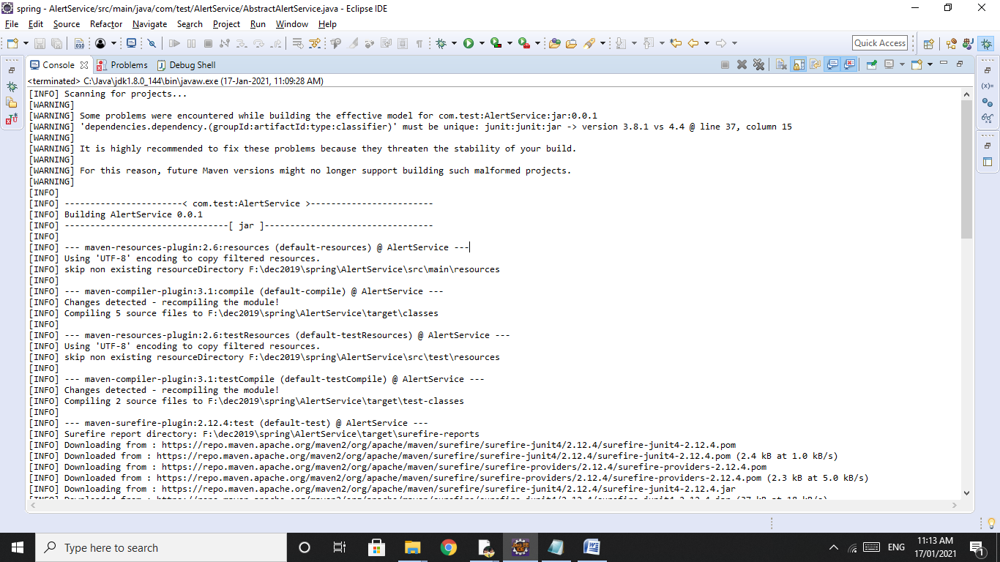 spring - AlertService/src/main/java/com/test/AlertService/AbstractAlertService.java - Eclipse IDE
File Edit Source Refactor Navigate Search Project Run Window Help
Quick Access
Console Problems Debug Shell
<terminated> C:\Java\jdk1.8.0_144\bin\javaw.exe (17-Jan-2021, 11:09:28 AM)
[INFO] Scanning for projects...
[WARNING]
[WARNING] Some problems were encountered while building the effective model for com.test:AlertService:jar:0.0.1
[WARNING] 'dependencies.dependency.(groupId:artifactId:type:classifier)' must be unique: junit:junit:jar -> version 3.8.1 vs 4.4 @ line 37, column 15
[WARNING]
[WARNING] It is highly recommended to fix these problems because they threaten the stability of your build.
[WARNING]
[WARNING] For this reason, future Maven versions might no longer support building such malformed projects.
[WARNING]
[INFO]
[INFO] -----------------------< com.test:AlertService >------------------------
[INFO] Building AlertService 0.0.1
[INFO] --------------------------------[ jar ]---------------------------------
[INFO]
[INFO] --- maven-resources-plugin:2.6:resources (default-resources) @ AlertService ---
[INFO] Using 'UTF-8' encoding to copy filtered resources.
[INFO] skip non existing resourceDirectory F:\dec2019\spring\AlertService\src\main\resources
[INFO]
[INFO] --- maven-compiler-plugin:3.1:compile (default-compile) @ AlertService ---
[INFO] Changes detected - recompiling the module!
[INFO] Compiling 5 source files to F:\dec2019\spring\AlertService\target\classes
[INFO]
[INFO] --- maven-resources-plugin:2.6:testResources (default-testResources) @ AlertService ---
[INFO] Using 'UTF-8' encoding to copy filtered resources.
[INFO] skip non existing resourceDirectory F:\dec2019\spring\AlertService\src\test\resources
[INFO]
[INFO] --- maven-compiler-plugin:3.1:testCompile (default-testCompile) @ AlertService ---
[INFO] Changes detected - recompiling the module!
[INFO] Compiling 2 source files to F:\dec2019\spring\AlertService\target\test-classes
[INFO]
[INFO] --- maven-surefire-plugin:2.12.4:test (default-test) @ AlertService ---
[INFO] Surefire report directory: F:\dec2019\spring\AlertService\target\surefire-reports
[INFO] Downloading from : https://repo.maven.apache.org/maven2/org/apache/maven/surefire/surefire-junit4/2.12.4/surefire-junit4-2.12.4.pom
[INFO] Downloaded from : https://repo.maven.apache.org/maven2/org/apache/maven/surefire/surefire-junit4/2.12.4/surefire-junit4-2.12.4.pom (2.4 kB at 1.0 kB/s)
[INFO] Downloading from : https://repo.maven.apache.org/maven2/org/apache/maven/surefire/surefire-providers/2.12.4/surefire-providers-2.12.4.pom
[INFO] Downloaded from : https://repo.maven.apache.org/maven2/org/apache/maven/surefire/surefire-providers/2.12.4/surefire-providers-2.12.4.pom (2.3 kB at 5.0 kB/s)
[INFO] Downloading from : https://repo.maven.apache.org/maven2/org/apache/maven/surefire/surefire-junit4/2.12.4/surefire-junit4-2.12.4.jar
Type here to search
ENG
11:13 AM
17/01/2021